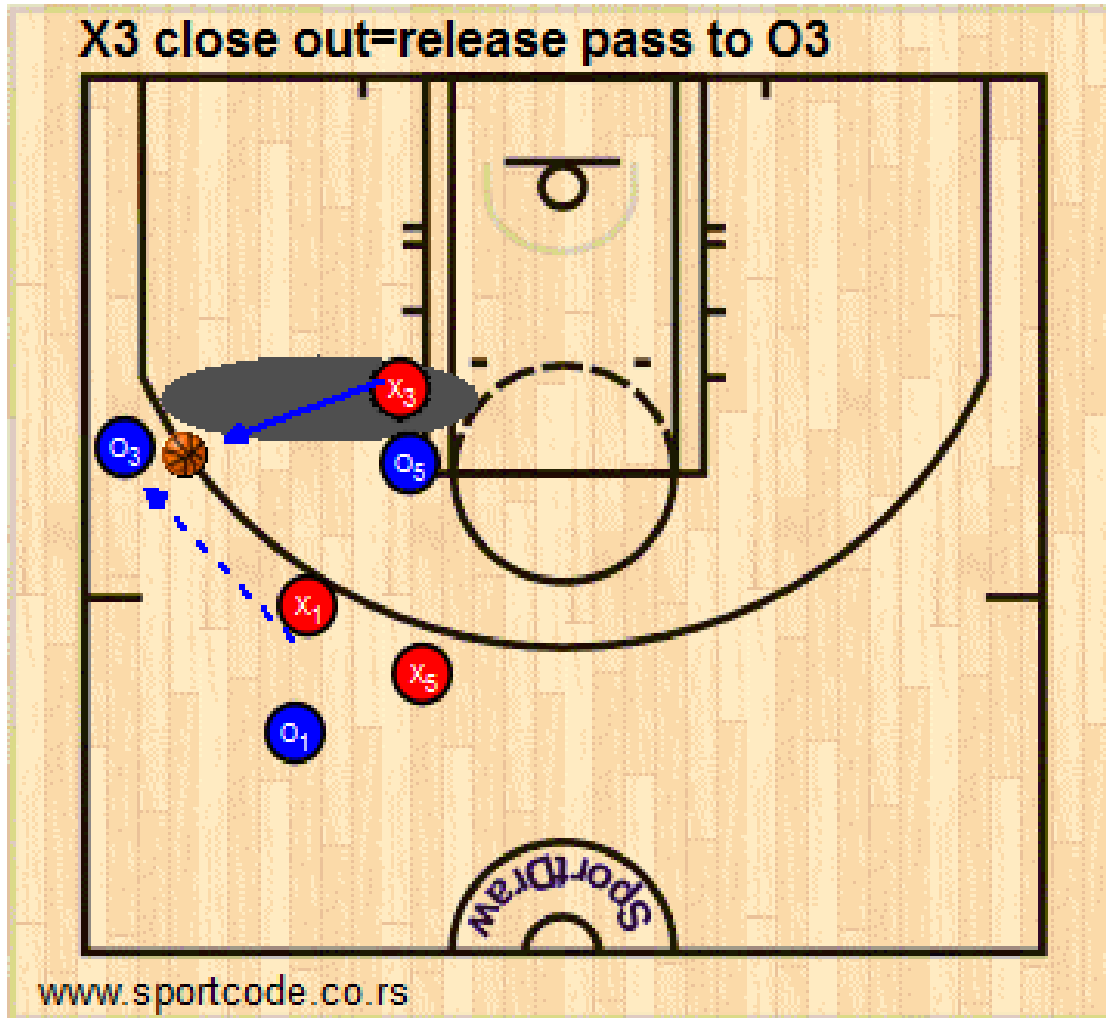 X3 close out=release pass to O3
X3
O3
O5
X1
X5
O1
SportDraw
www.sportcode.co.rs